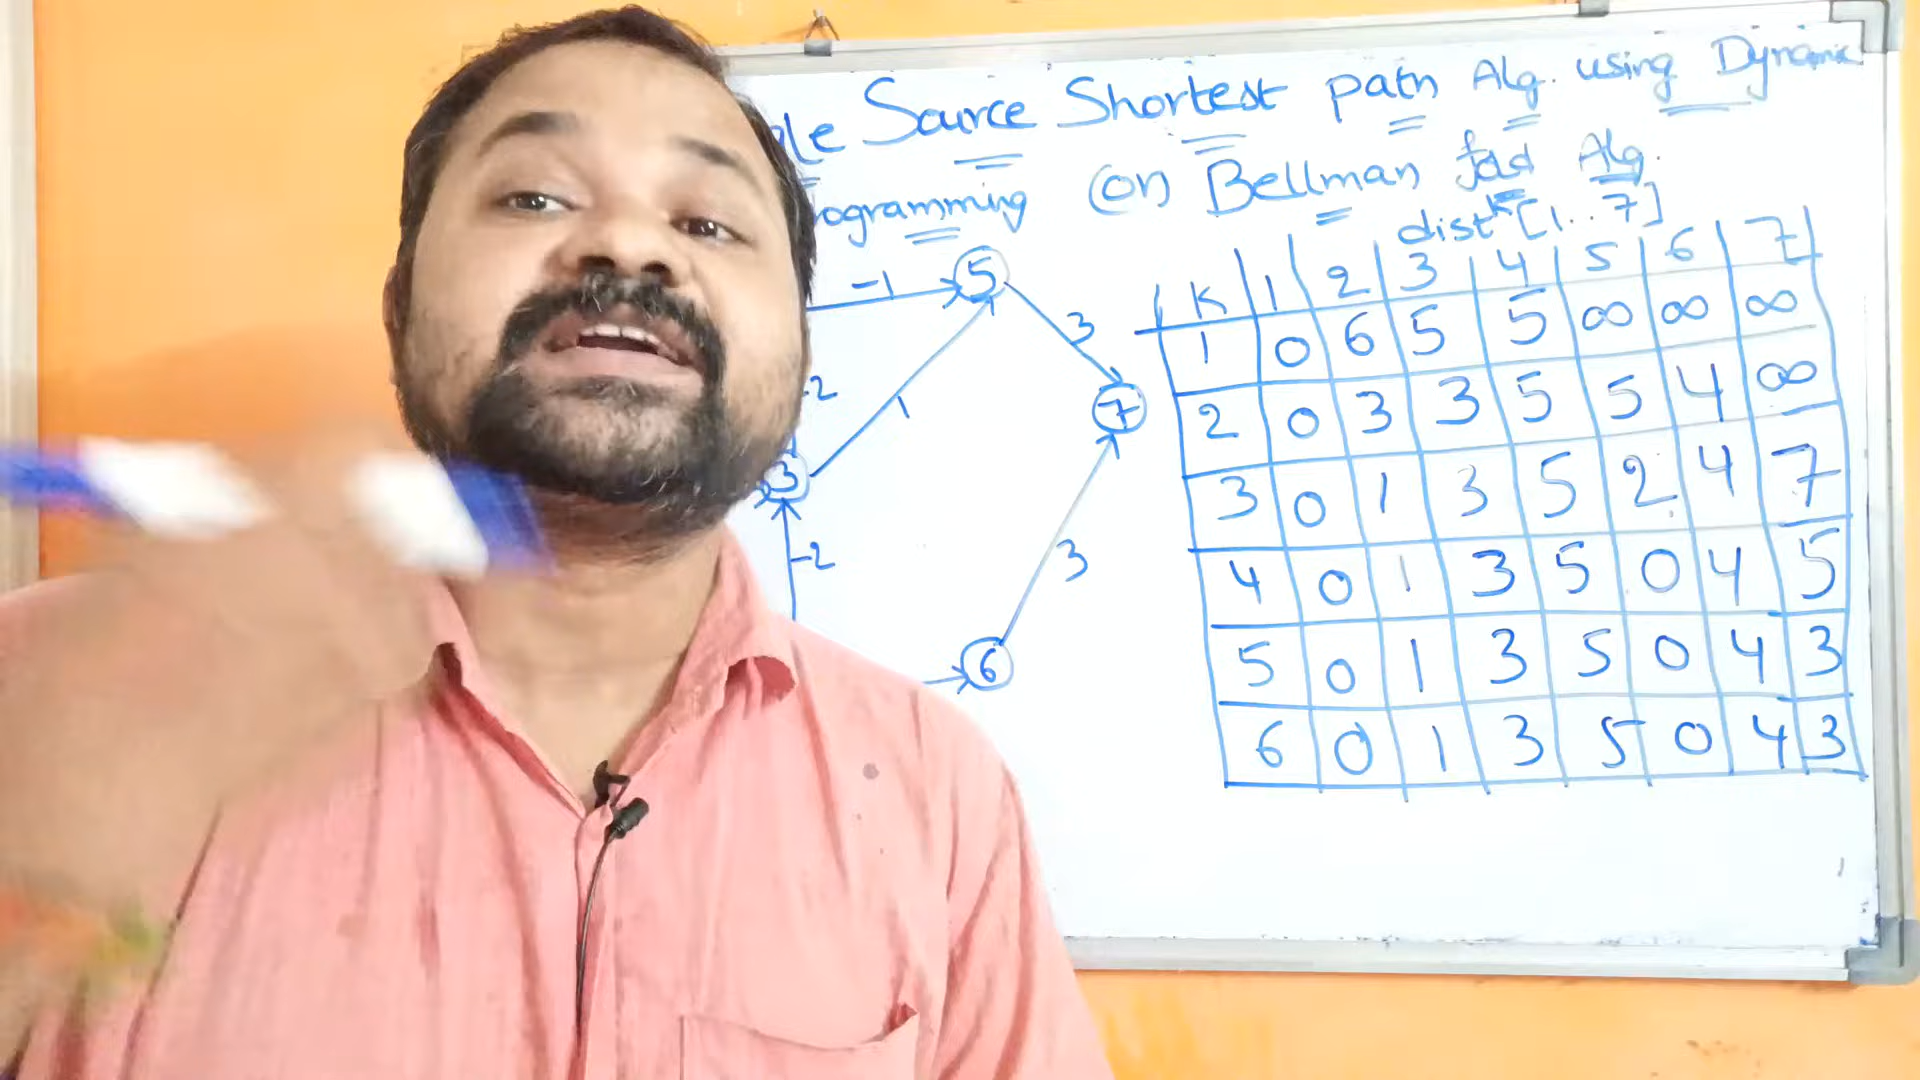 le Source Shortest path Alg. using Dynamic
rogramming (or) Bellman ford Alg.
dist^k [1..7]
K 1 2 3 4 5 6 7
1 0 6 5 5 ∞ ∞ ∞
2 0 3 3 5 5 4 ∞
3 0 1 3 5 2 4 7
4 0 1 3 5 0 4 5
5 0 1 3 5 0 4 3
6 0 1 3 5 0 4 3
-1
5
3
-2
1
7
3
-2
3
6